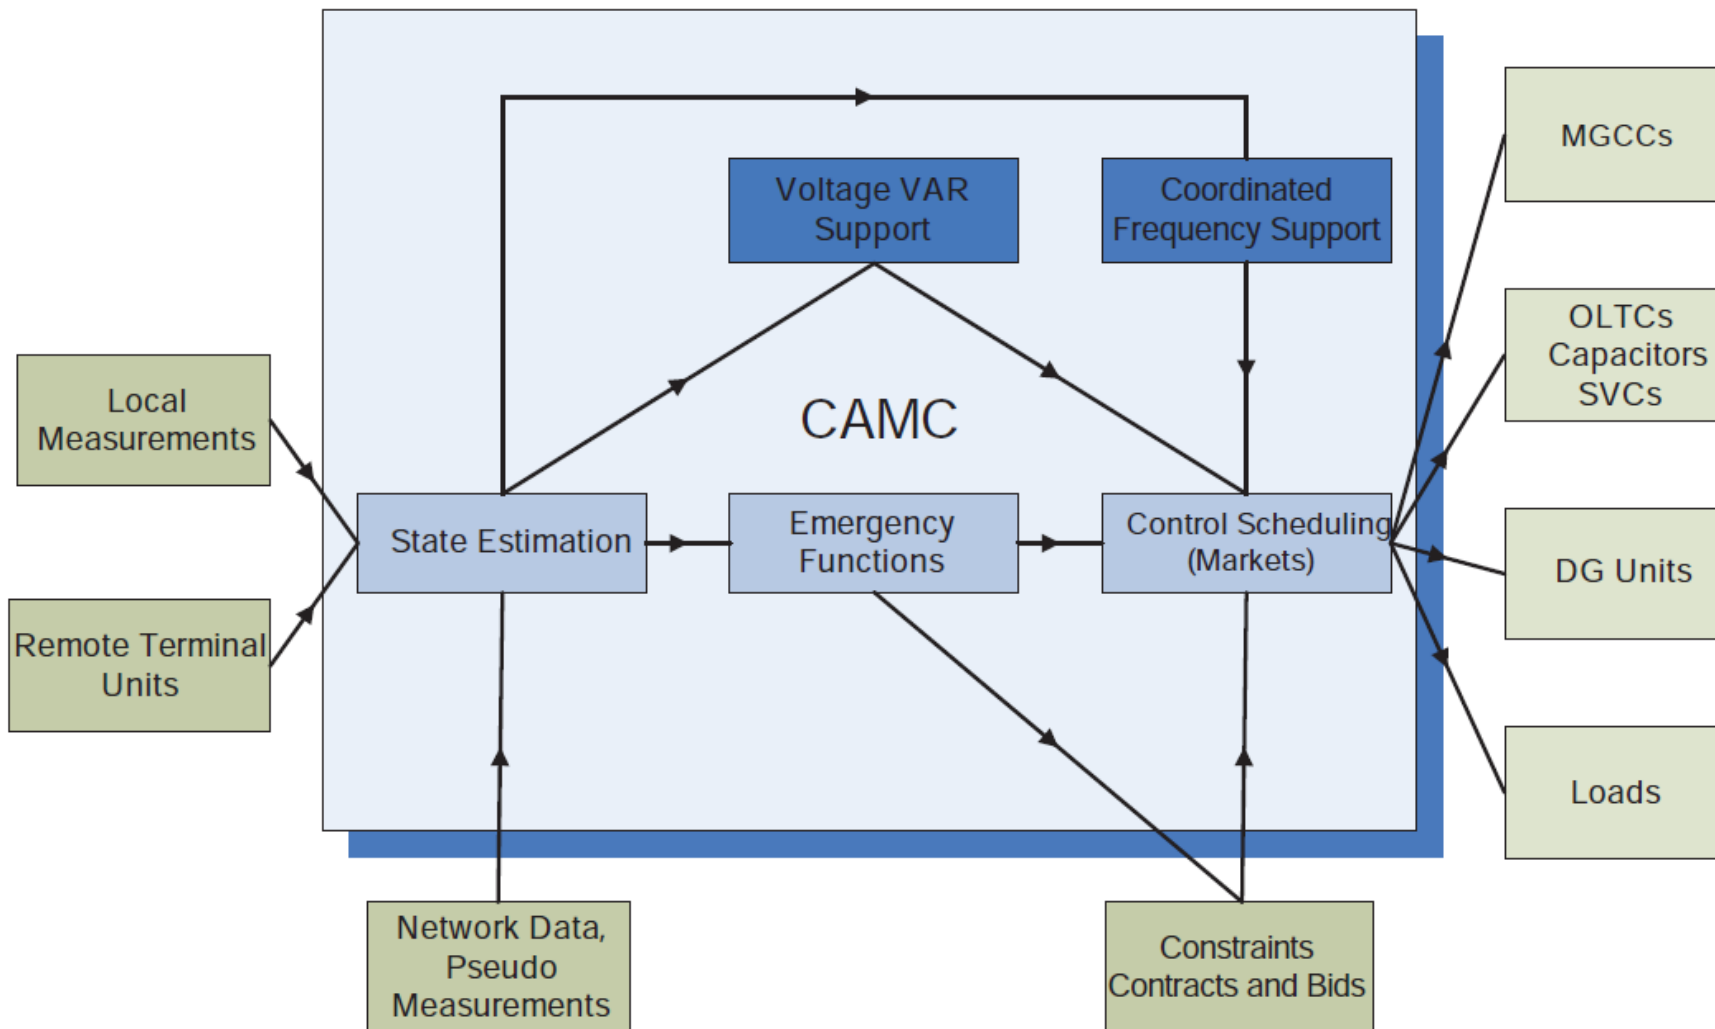 MGCCs
Voltage VAR
Support
Coordinated
Frequency Support
OLTCs
Capacitors
SVCs
Local
Measurements
CAMC
State Estimation
Emergency
Functions
Control Scheduling
(Markets)
DG Units
Remote Terminal
Units
Loads
Network Data,
Pseudo
Measurements
Constraints
Contracts and Bids